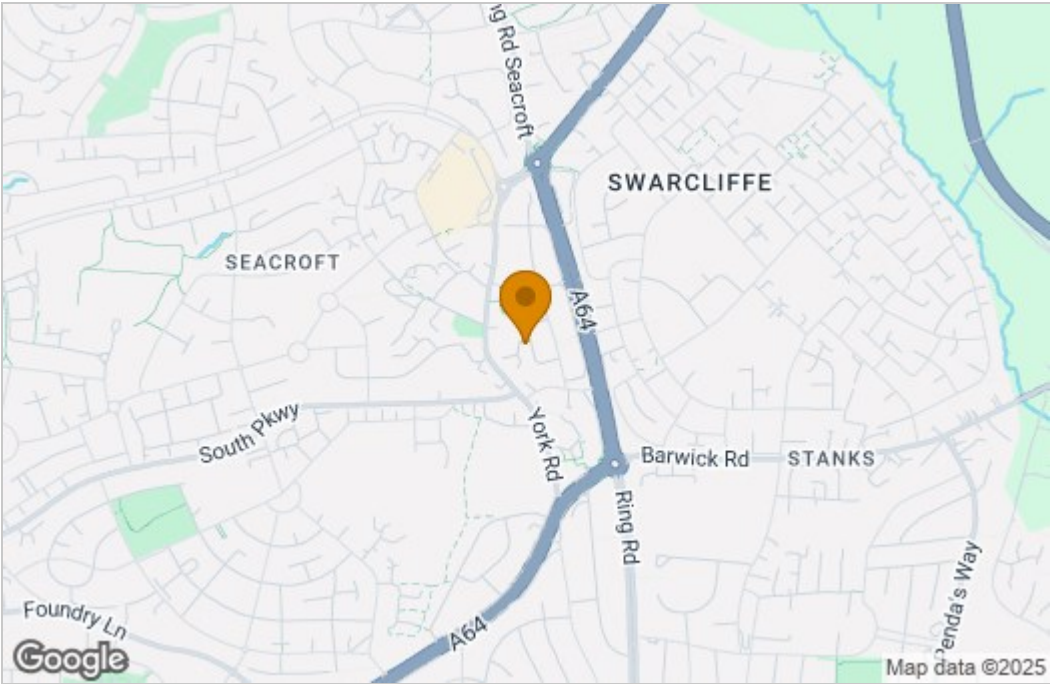 ng Rd Seacroft
SWARCLIFFE
SEACROFT
A64
South Pkwy
York Rd
Barwick Rd
STANKS
Ring Rd
Penda's Way
Foundry Ln
A64
Google
Map data ©2025